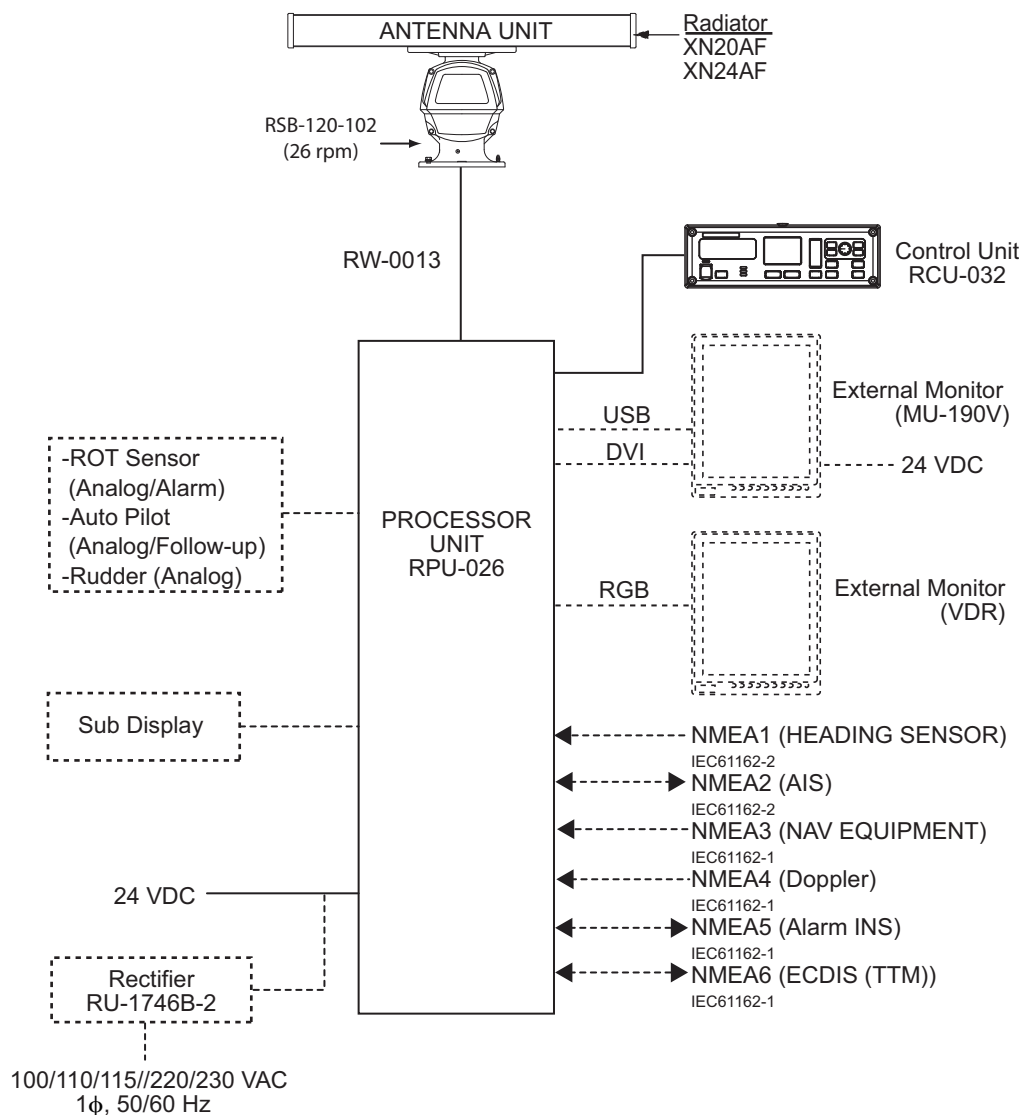 ANTENNA UNIT
Radiator
XN20AF
XN24AF
RSB-120-102
(26 rpm)
RW-0013
Control Unit
RCU-032
USB
DVI
External Monitor
(MU-190V)
24 VDC
-ROT Sensor
(Analog/Alarm)
-Auto Pilot
(Analog/Follow-up)
-Rudder (Analog)
PROCESSOR
UNIT
RPU-026
RGB
External Monitor
(VDR)
Sub Display
NMEA1 (HEADING SENSOR)
IEC61162-2
NMEA2 (AIS)
IEC61162-2
NMEA3 (NAV EQUIPMENT)
IEC61162-1
NMEA4 (Doppler)
IEC61162-1
NMEA5 (Alarm INS)
IEC61162-1
NMEA6 (ECDIS (TTM))
IEC61162-1
24 VDC
Rectifier
RU-1746B-2
100/110/115//220/230 VAC
1ϕ, 50/60 Hz